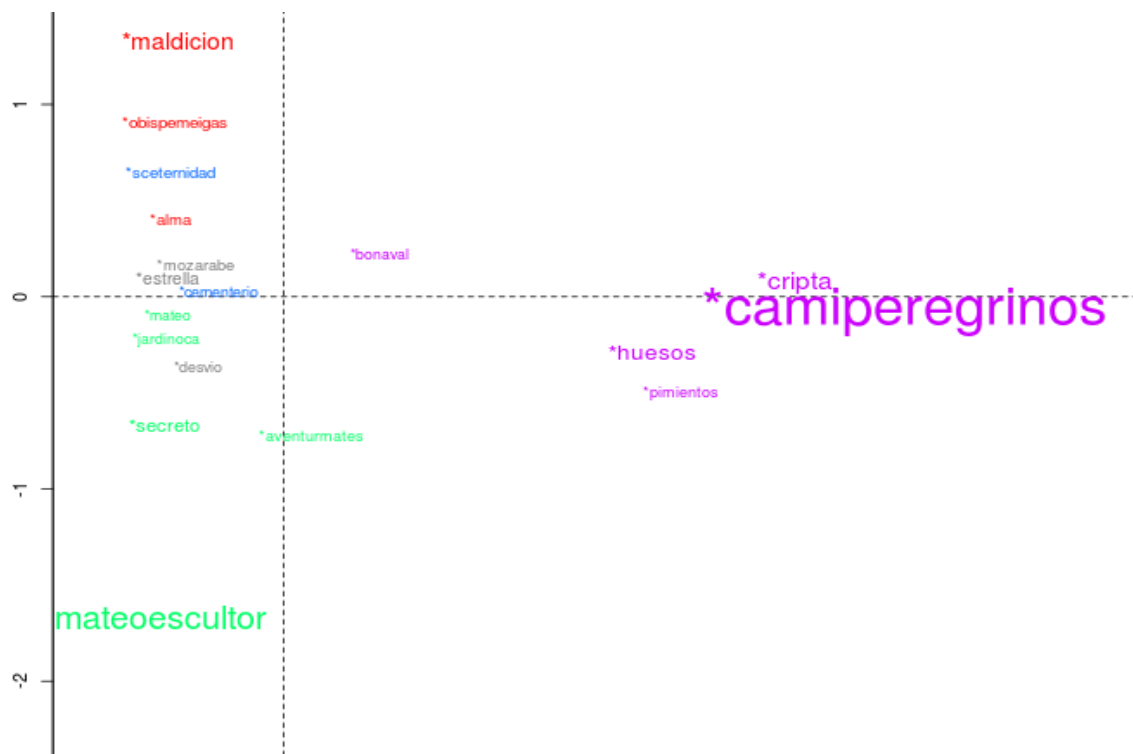 *maldicion
1
*obispemeigas
*sceternidad
*alma
*bonaval
*mozarabe
*estrella
*cripta
*cementerio
0
*camiperegrinos
*mateo
*jardinoca
*huesos
*desvio
*pimientos
*secreto
*aventurmates
-1
mateoescultor
-2